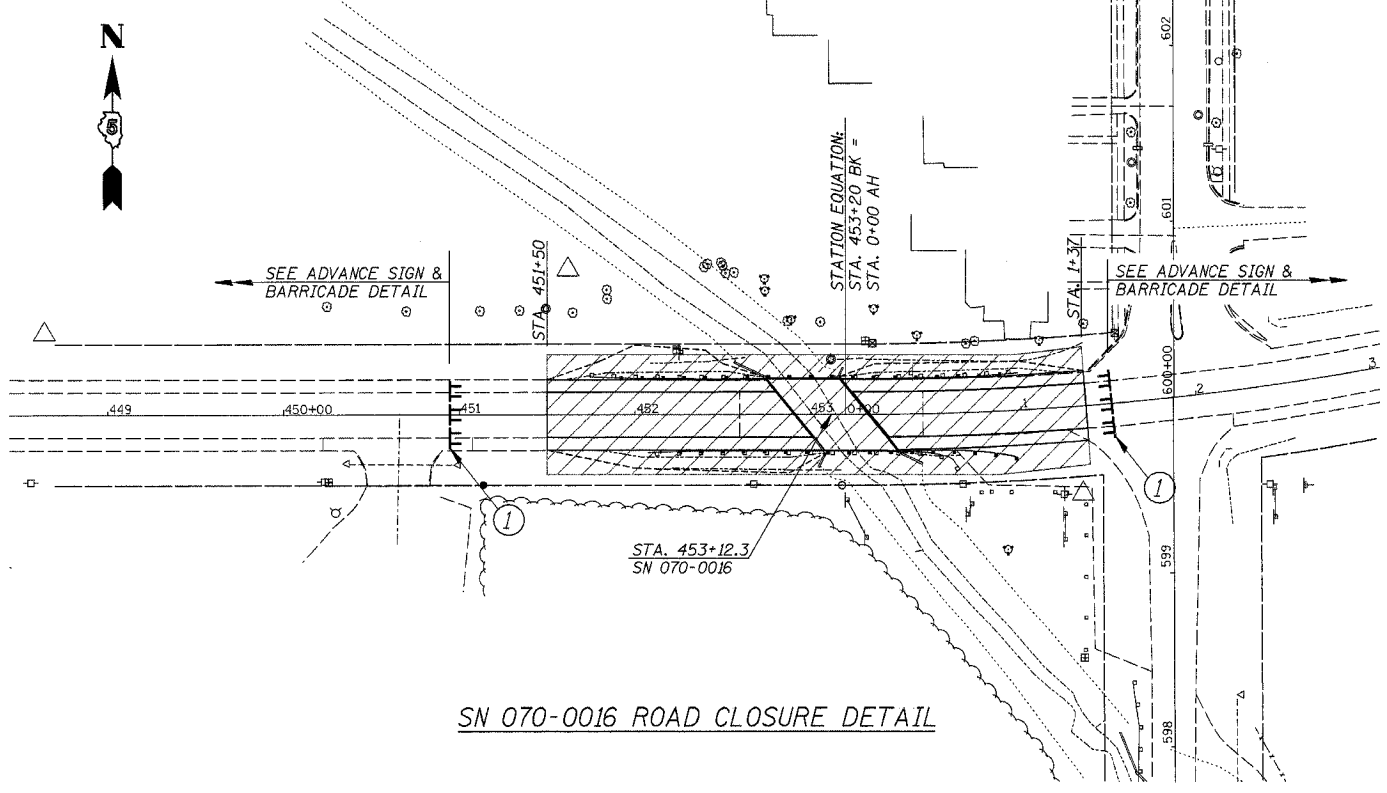 N
602
601
STATION EQUATION:
STA. 453+20 BK =
STA. 0+00 AH
SEE ADVANCE SIGN &
BARRICADE DETAIL
STA. 451+50
STA. 1+37
SEE ADVANCE SIGN &
BARRICADE DETAIL
600+00
449
450+00
451
452
453
0+00
1
2
3
1
1
STA. 453+12.3
SN 070-0016
599
598
SN 070-0016 ROAD CLOSURE DETAIL